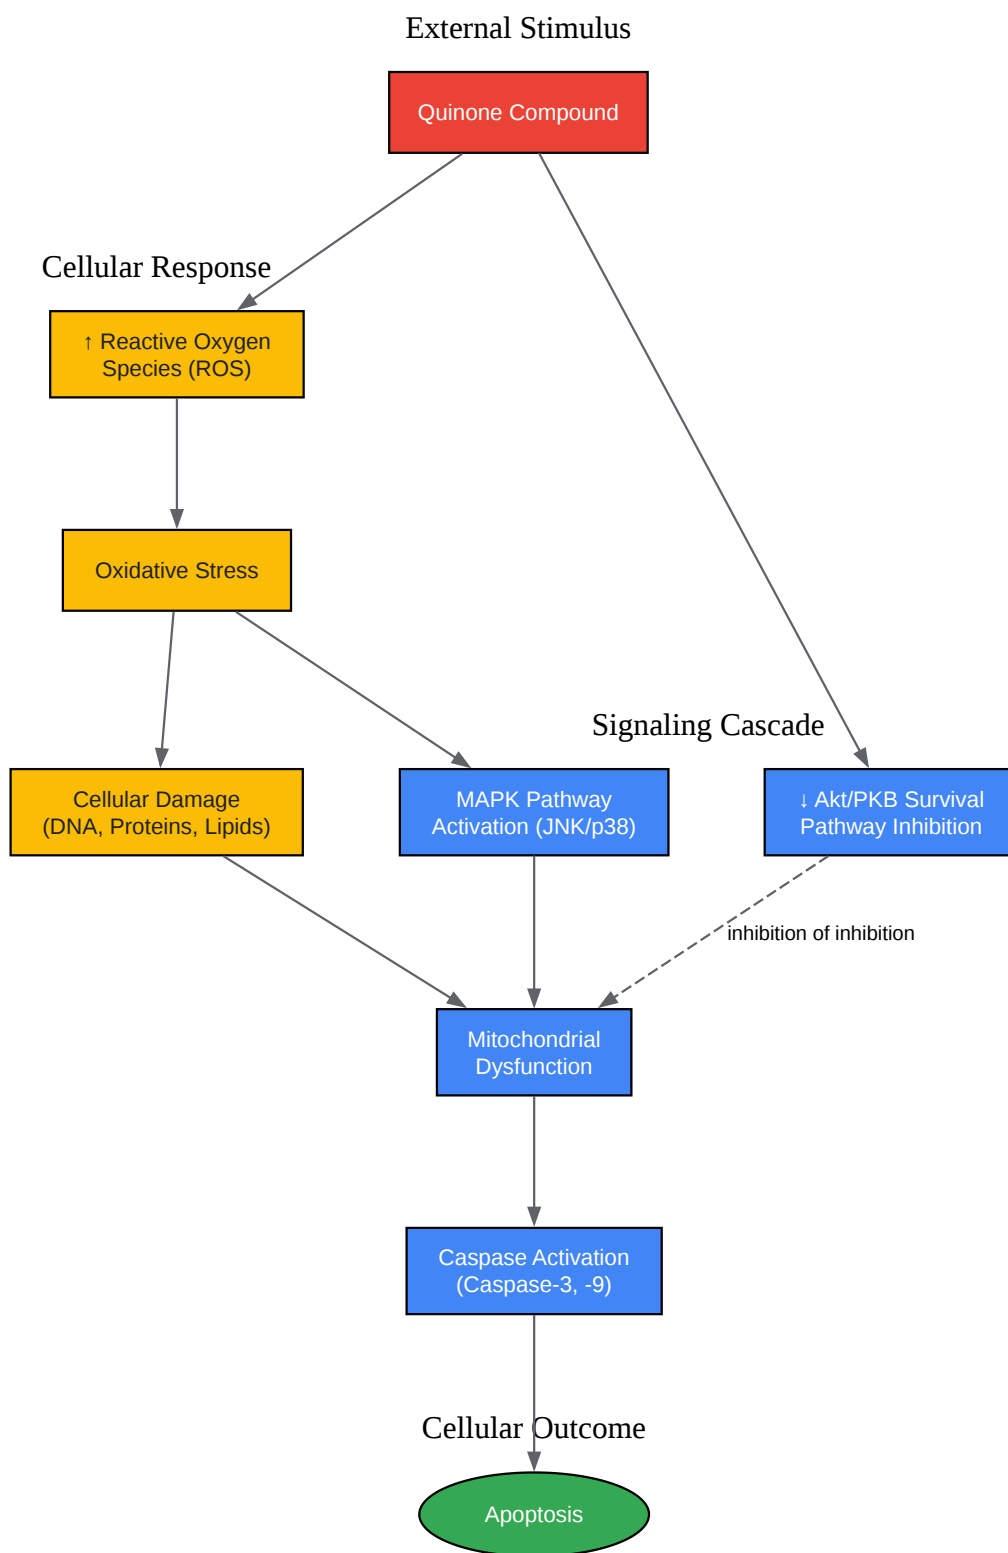 External Stimulus
Quinone Compound
Cellular Response
↑ Reactive Oxygen
Species (ROS)
Oxidative Stress
Signaling Cascade
Cellular Damage
(DNA, Proteins, Lipids)
MAPK Pathway
Activation (JNK/p38)
↓ Akt/PKB Survival
Pathway Inhibition
inhibition of inhibition
Mitochondrial
Dysfunction
Caspase Activation
(Caspase-3, -9)
Cellular Outcome
Apoptosis